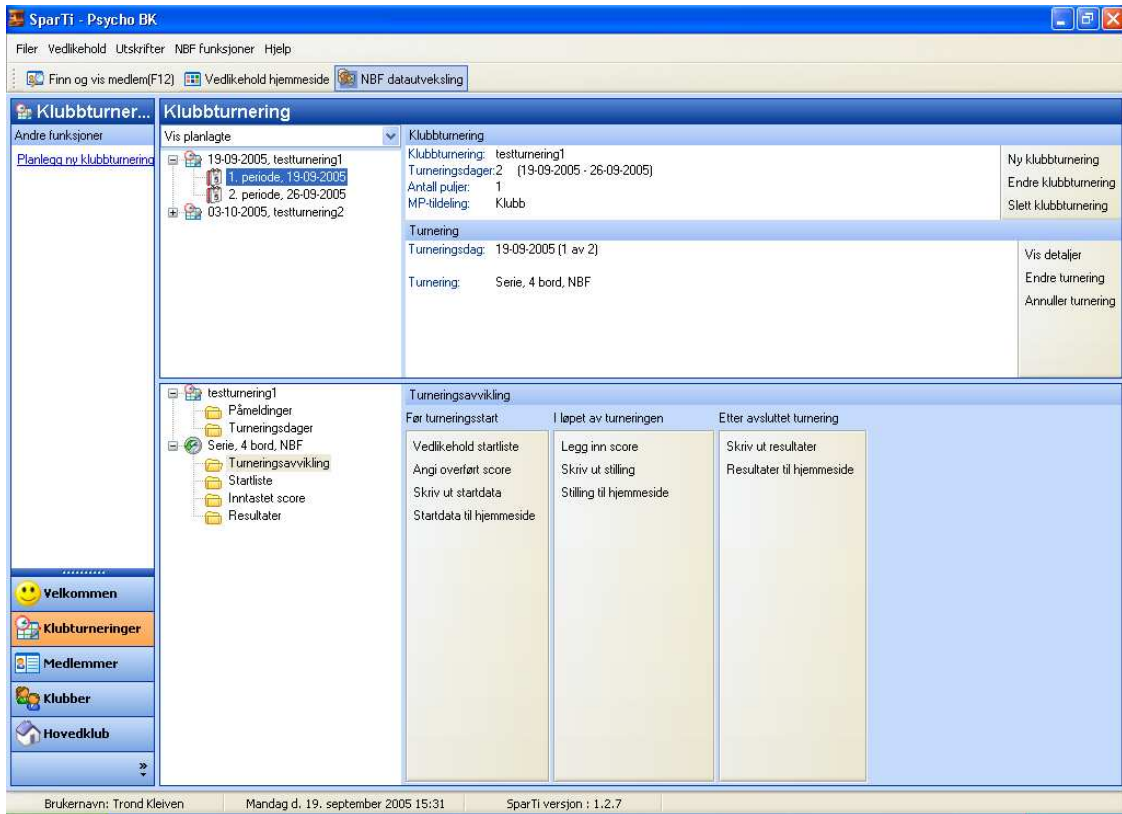 SparTi - Psycho BK
Filer Vedlikehold Utskrifter NBF funksjoner Hjelp
Finn og vis medlem(F12) Vedlikehold hjemmeside NBF datautveksling
Klubbturner...
Andre funksjoner
Planlegg ny klubbturnering
Klubbturnering
Vis planlagte
19-09-2005, testturnering1
1. periode, 19-09-2005
2. periode, 26-09-2005
03-10-2005, testturnering2
Klubbturnering
Klubbturnering: testturnering1
Turneringsdager: 2 (19-09-2005 - 26-09-2005)
Antall puljer: 1
MP-tildeling: Klubb
Ny klubbturnering
Endre klubbturnering
Slett klubbturnering
Turnering
Turneringsdag: 19-09-2005 (1 av 2)
Turnering: Serie, 4 bord, NBF
Vis detaljer
Endre turnering
Annuller turnering
testturnering1
Påmeldinger
Turneringsdager
Serie, 4 bord, NBF
Turneringsavvikling
Startliste
Inntastet score
Resultater
Turneringsavvikling
Før turneringsstart
Vedlikehold startliste
Angi overført score
Skriv ut startdata
Startdata til hjemmeside
I løpet av turneringen
Legg inn score
Skriv ut stilling
Stilling til hjemmeside
Etter avsluttet turnering
Skriv ut resultater
Resultater til hjemmeside
Velkommen
Klubturneringer
Medlemmer
Klubber
Hovedklub
Brukernavn: Trond Kleiven Mandag d. 19. september 2005 15:31 SparTi versjon : 1.2.7